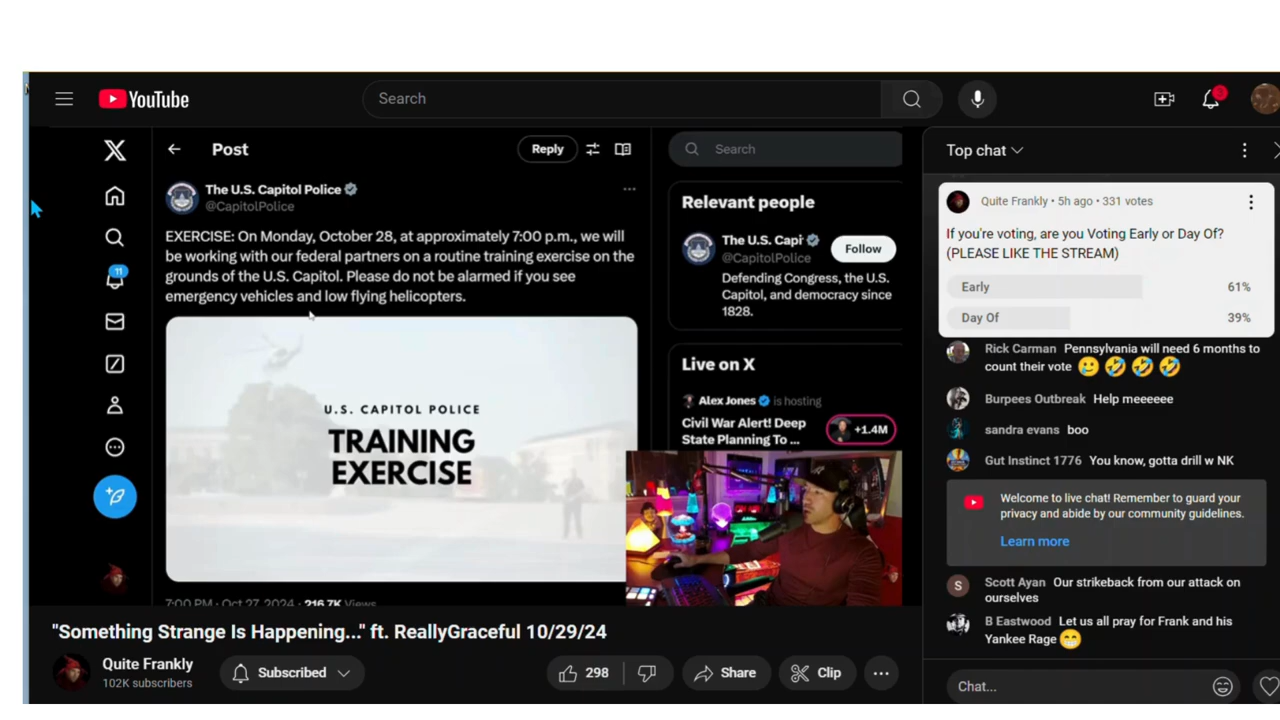 YouTube
Search
Post
Reply
Search
The U.S. Capitol Police
@CapitolPolice
EXERCISE: On Monday, October 28, at approximately 7:00 p.m., we will
be working with our federal partners on a routine training exercise on the
grounds of the U.S. Capitol. Please do not be alarmed if you see
emergency vehicles and low flying helicopters.
11
U.S. CAPITOL POLICE
TRAINING
EXERCISE
7:00 PM · Oct 27, 2024 · 216.7K Views
Relevant people
The U.S. Capi
@CapitolPolice
Follow
Defending Congress, the U.S.
Capitol, and democracy since
1828.
Live on X
Alex Jones is hosting
Civil War Alert! Deep
State Planning To ...
+1.4M
"Something Strange Is Happening..." ft. ReallyGraceful 10/29/24
Quite Frankly
102K subscribers
Subscribed
298
Share
Clip
Top chat
Quite Frankly • 5h ago • 331 votes
If you're voting, are you Voting Early or Day Of?
(PLEASE LIKE THE STREAM)
Early 61%
Day Of 39%
Rick Carman Pennsylvania will need 6 months to
count their vote 🥲🤣🤣🤣
Burpees Outbreak Help meeeeee
sandra evans boo
Gut Instinct 1776 You know, gotta drill w NK
Welcome to live chat! Remember to guard your
privacy and abide by our community guidelines.
Learn more
S
Scott Ayan Our strikeback from our attack on
ourselves
B Eastwood Let us all pray for Frank and his
Yankee Rage 😁
Chat...